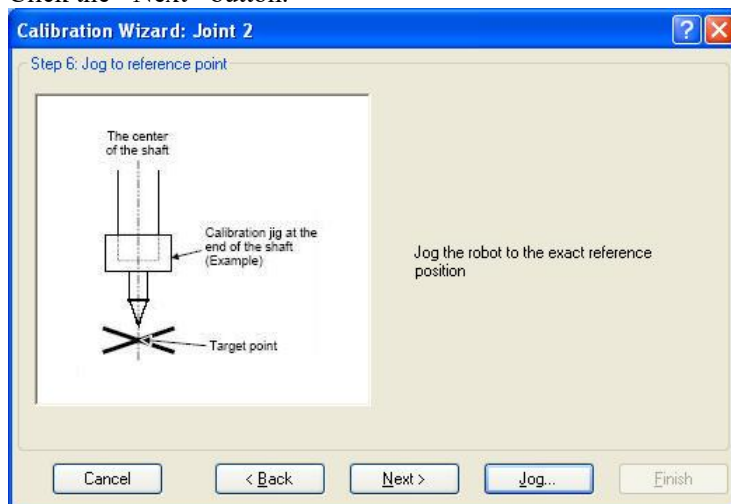 Click the "Next" button.
Calibration Wizard: Joint 2
Step 6: Jog to reference point
The center
of the shaft
Calibration jig at the
end of the shaft
(Example)
Target point
Jog the robot to the exact reference
position
Cancel
< Back
Next >
Jog...
Finish